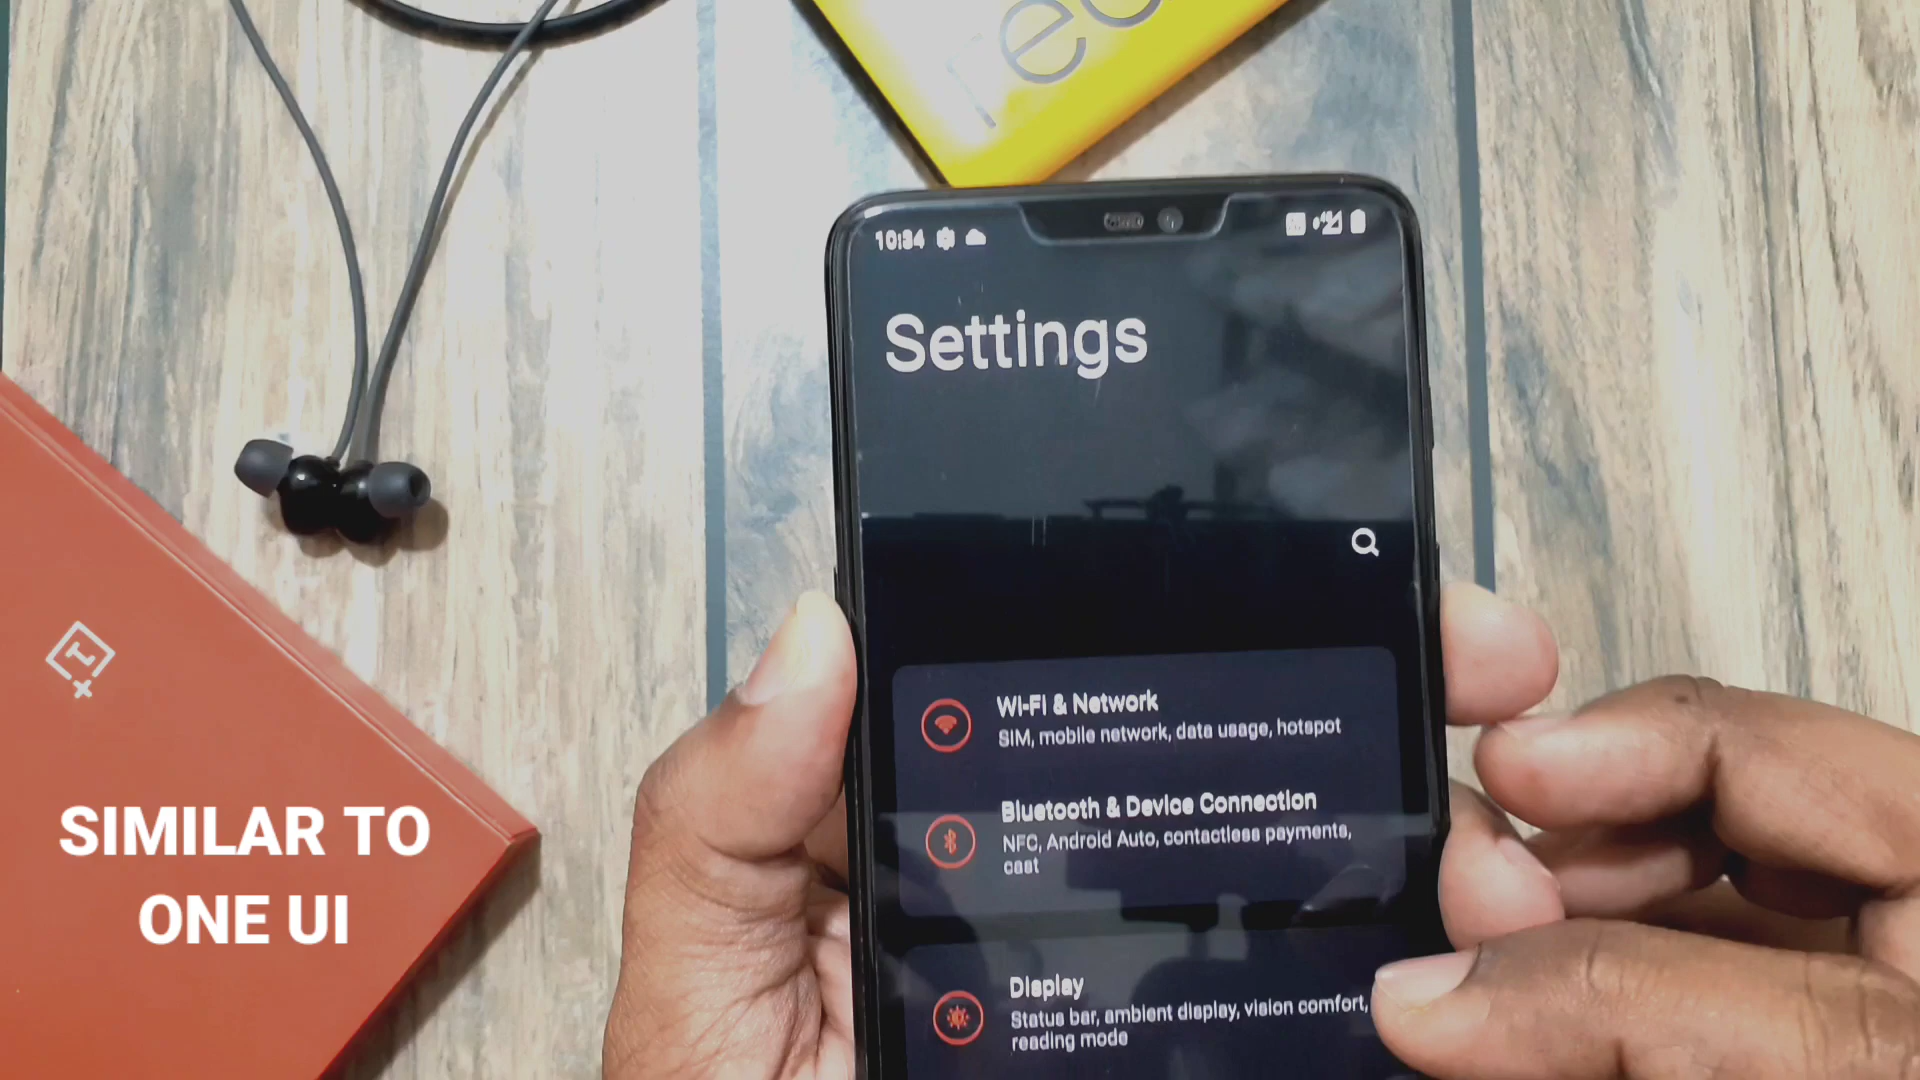 rec
10:34
Settings
Wi-Fi & Network
SIM, mobile network, data usage, hotspot
Bluetooth & Device Connection
NFC, Android Auto, contactless payments,
cast
Display
Status bar, ambient display, vision comfort,
reading mode
SIMILAR TO
ONE UI